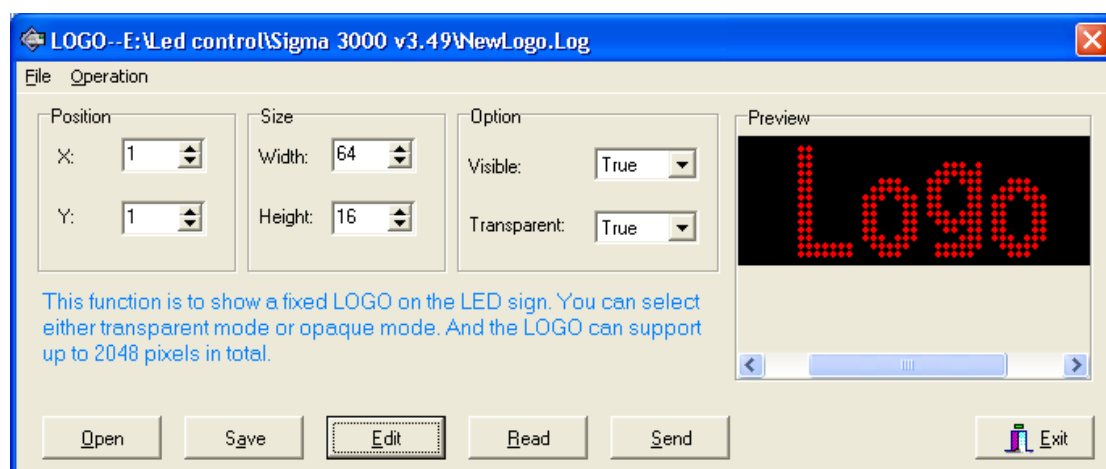 LOGO--E:\Led control\Sigma 3000 v3.49\NewLogo.Log
File Operation
Position
X: 1
Y: 1
Size
Width: 64
Height: 16
Option
Visible: True
Transparent: True
Preview
Logo
This function is to show a fixed LOGO on the LED sign. You can select
either transparent mode or opaque mode. And the LOGO can support
up to 2048 pixels in total.
Open Save Edit Read Send Exit